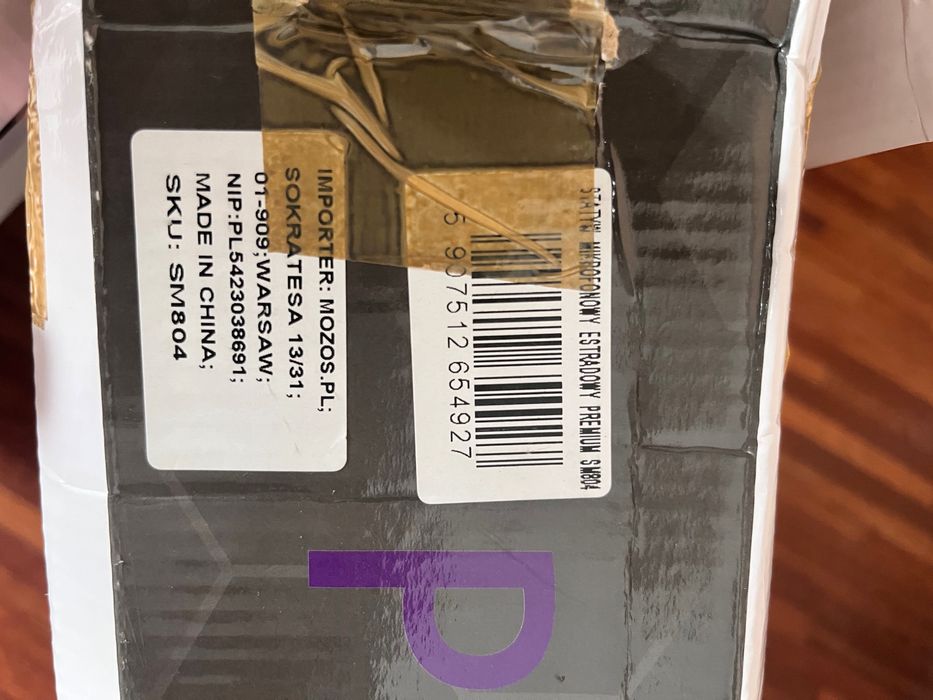 STATYW MIKROFONOWY ESTRADOWY PREMIUM SM804
5 907512 654927
IMPORTER: MOZOS.PL;
SOKRATESA 13/31;
01-909;WARSAW;
NIP:PL5423038691;
MADE IN CHINA;
SKU: SM804
P